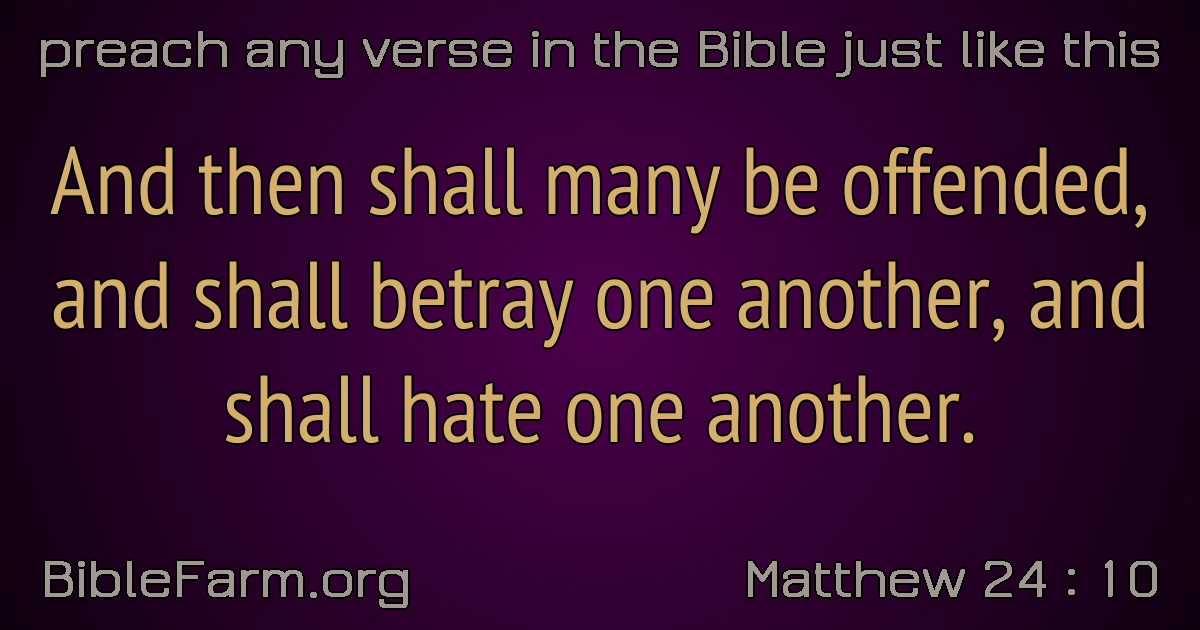 preach any verse in the Bible just like this
And then shall many be offended,
and shall betray one another, and
shall hate one another.
BibleFarm.org
Matthew 24 : 10